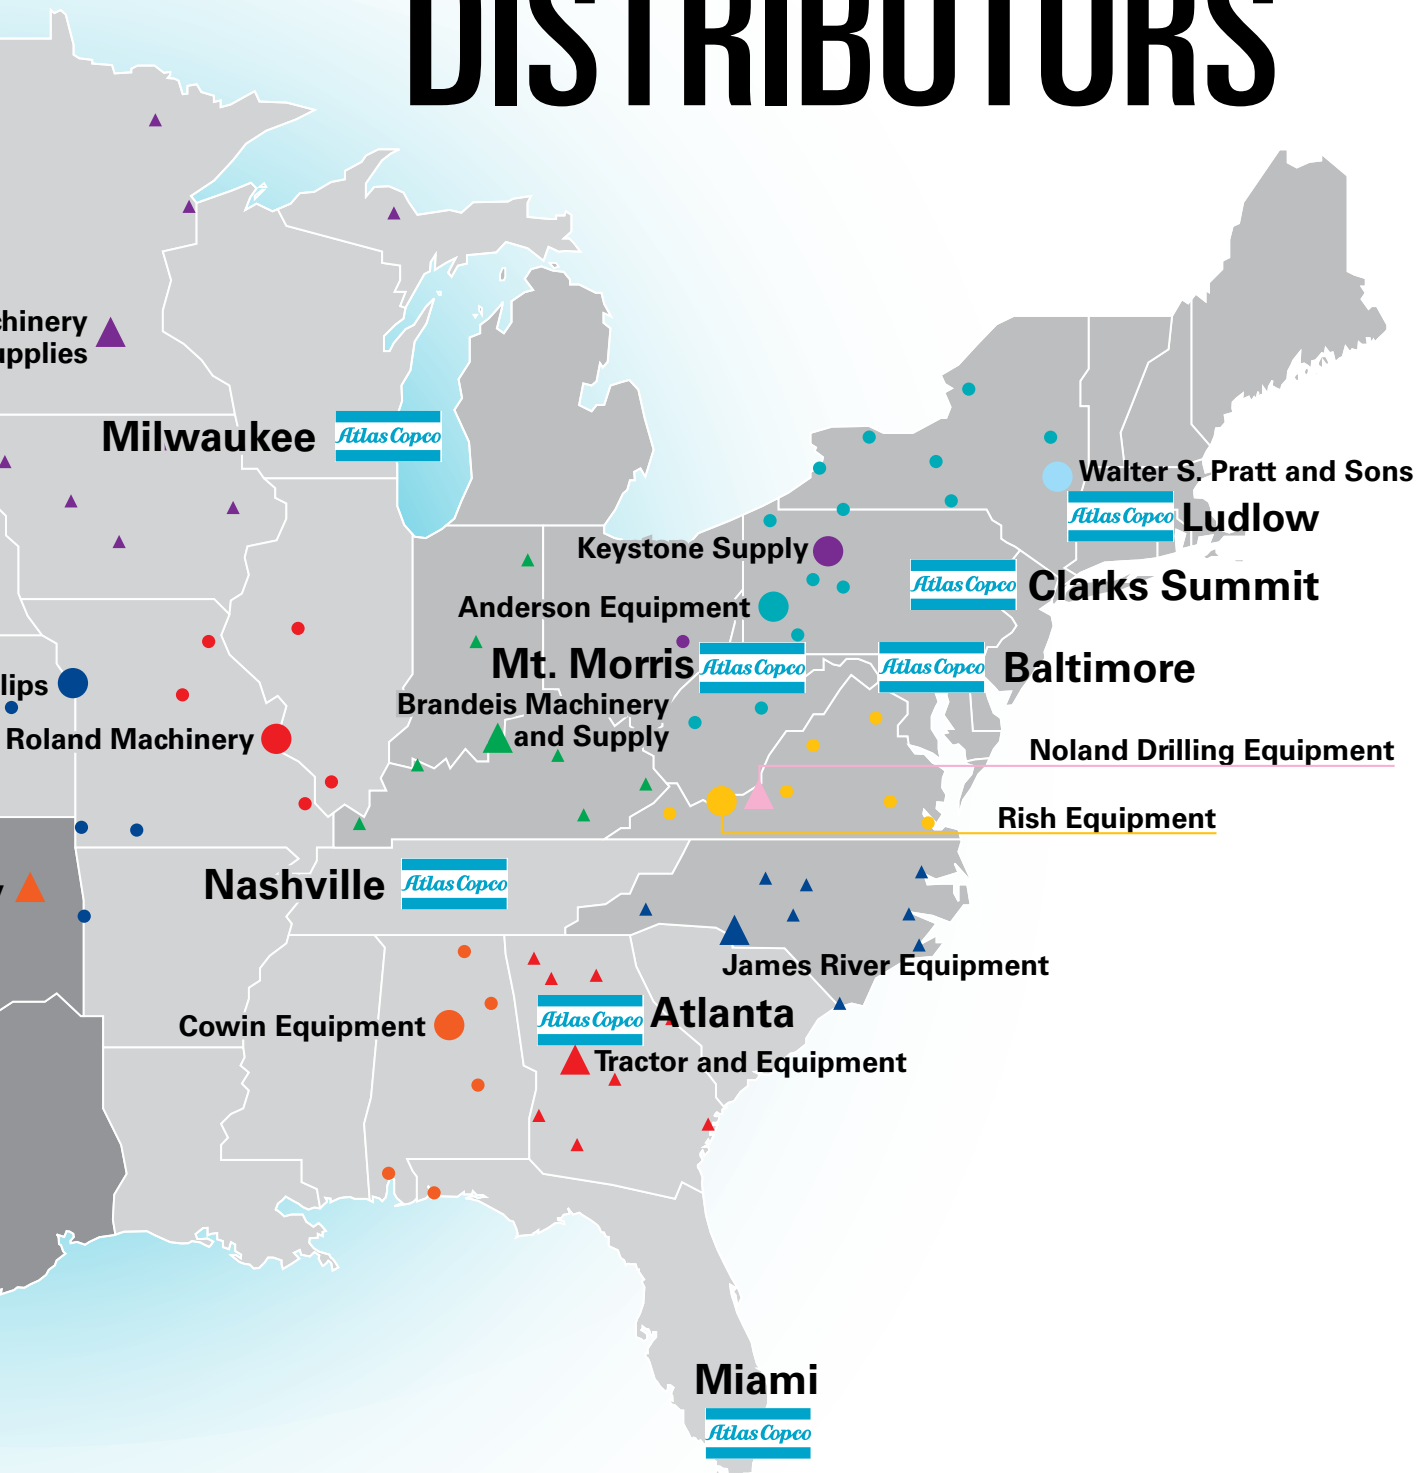 DISTRIBUTORS
chinery
upplies
Milwaukee
Atlas Copco
Walter S. Pratt and Sons
Atlas Copco
Ludlow
Keystone Supply
Atlas Copco
Clarks Summit
Anderson Equipment
Mt. Morris
Atlas Copco
Atlas Copco
Baltimore
lips
Brandeis Machinery
and Supply
Roland Machinery
Noland Drilling Equipment
Rish Equipment
Nashville
Atlas Copco
y
James River Equipment
Cowin Equipment
Atlas Copco
Atlanta
Tractor and Equipment
Miami
Atlas Copco